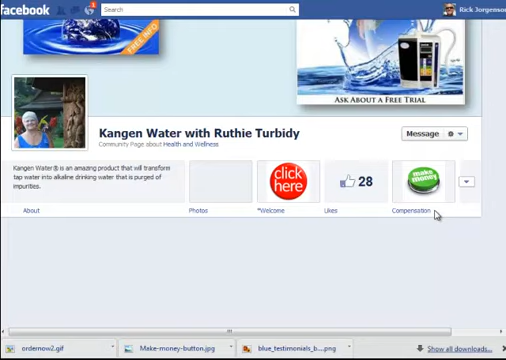 facebook
1
Search
Rick Jorgenson
FREE INFO
ASK ABOUT A FREE TRIAL
Kangen Water with Ruthie Turbidy
Community Page about Health and Wellness
Message
Kangen Water® is an amazing product that will transform
tap water into alkaline drinking water that is purged of
impurities.
click
here
28
make
money
About
Photos
*Welcome
Likes
Compensation
ordernow2.gif
Make-money-button.jpg
blue_testimonials_b....png
Show all downloads...